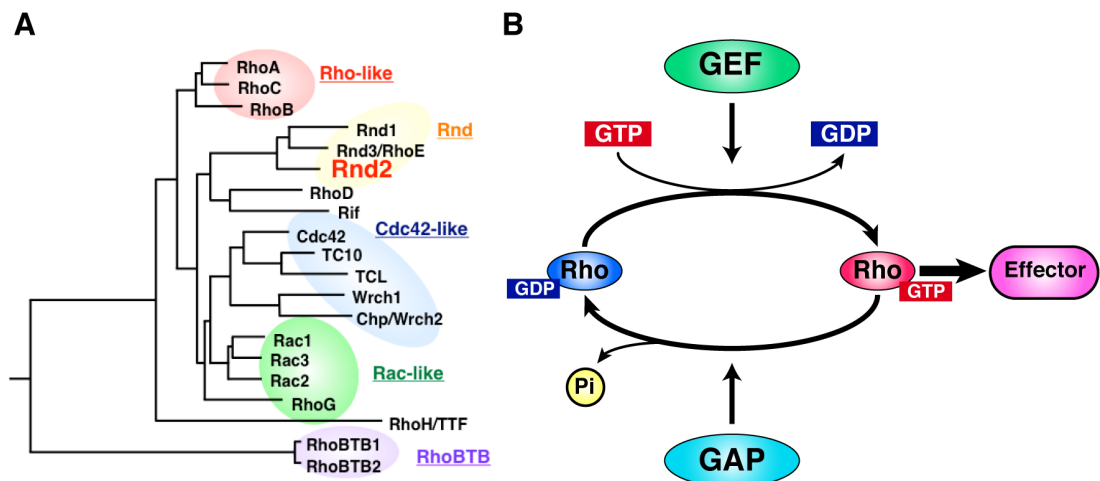 A
RhoA
RhoC
RhoB
Rho-like
Rnd1
Rnd3/RhoE
Rnd2
Rnd
RhoD
Rif
Cdc42-like
Cdc42
TC10
TCL
Wrch1
Chp/Wrch2
Rac1
Rac3
Rac2
RhoG
Rac-like
RhoH/TTF
RhoBTB1
RhoBTB2
RhoBTB
B
GEF
GTP
GDP
Rho
GDP
Rho
GTP
Effector
Pi
GAP